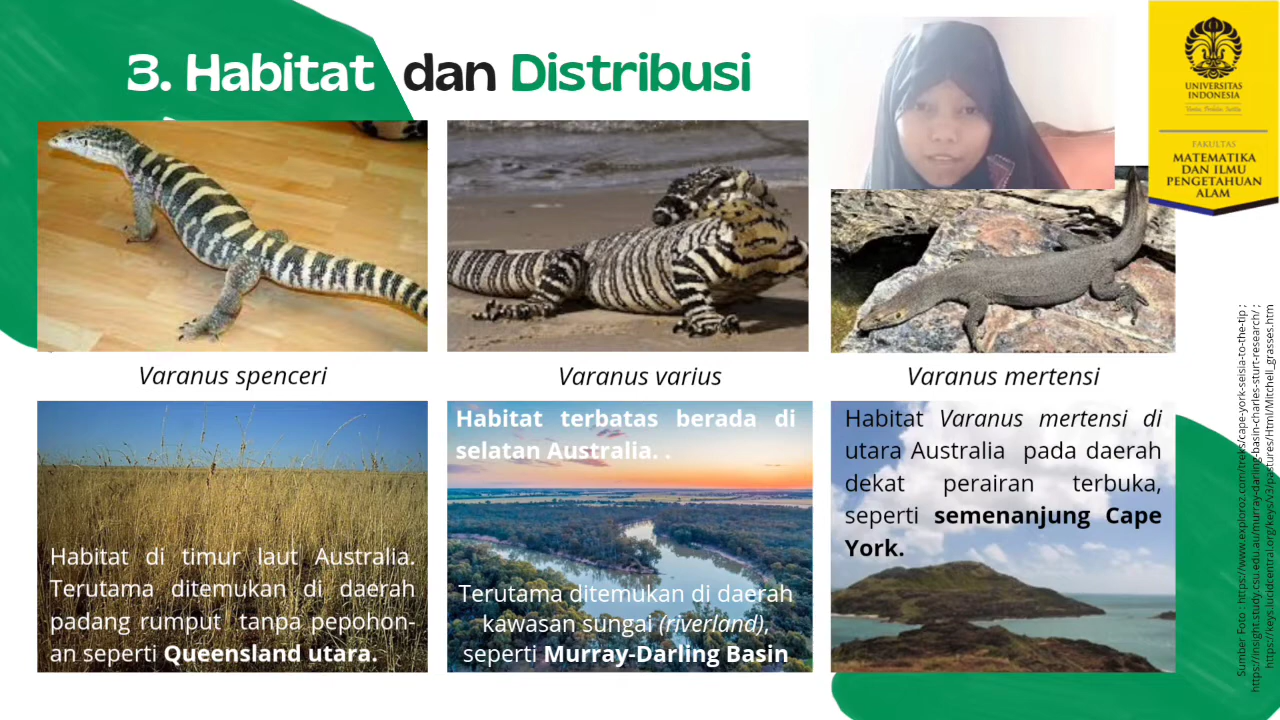 3. Habitat dan Distribusi
UNIVERSITAS
INDONESIA
FAKULTAS
MATEMATIKA
DAN ILMU
PENGETAHUAN
ALAM
Varanus spenceri
Varanus varius
Varanus mertensi
Habitat di timur laut Australia.
Terutama ditemukan di daerah
padang rumput tanpa pepohon-
an seperti Queensland utara.
Habitat terbatas berada di
selatan Australia. .
Terutama ditemukan di daerah
kawasan sungai (riverland),
seperti Murray-Darling Basin
Habitat Varanus mertensi di
utara Australia pada daerah
dekat perairan terbuka,
seperti semenanjung Cape
York.
Sumber Foto : https://www.exploroz.com/treks/cape-york-seisia-to-the-tip ;
https://insight.study.csu.edu.au/murray-darling-basin-charles-sturt-research/ ;
https://keys.lucidcentral.org/keys/v3/pastures/Html/Mitchell_grasses.htm